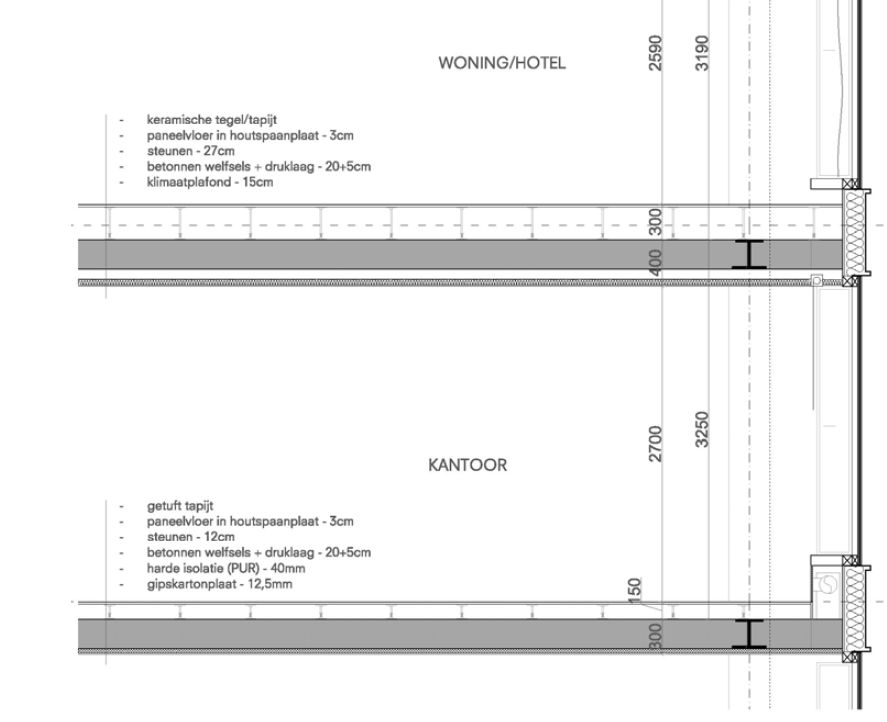 2590
3190
WONING/HOTEL
- keramische tegel/tapijt
- paneelvloer in houtspaanplaat - 3cm
- steunen - 27cm
- betonnen welfsels + druklaag - 20+5cm
- klimaatplafond - 15cm
300
400
2700
3250
KANTOOR
- getuft tapijt
- paneelvloer in houtspaanplaat - 3cm
- steunen - 12cm
- betonnen welfsels + druklaag - 20+5cm
- harde isolatie (PUR) - 40mm
- gipskartonplaat - 12,5mm
150
300